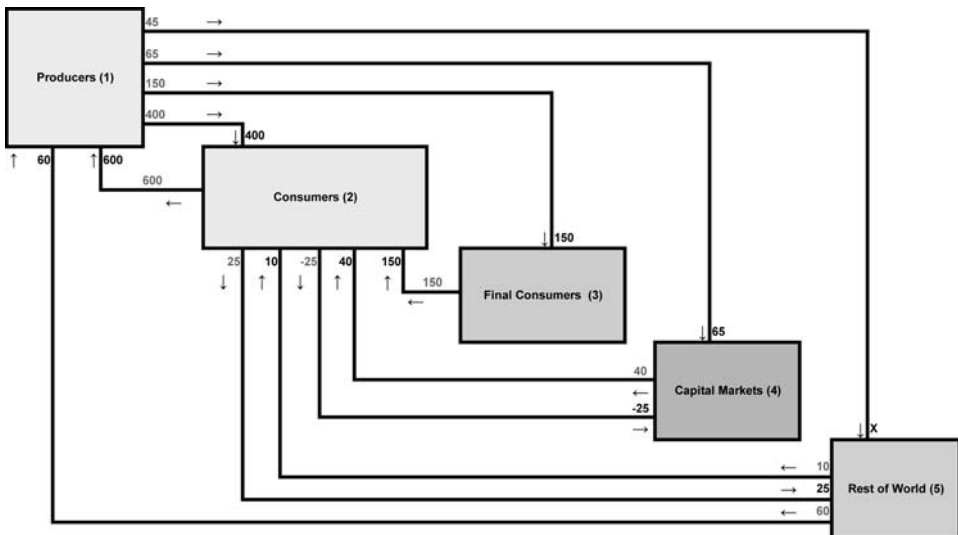 45 →
65 →
Producers (1)
150 →
400 →
↓ 400
↑ 60 ↑ 600
600
←
Consumers (2)
↓ 150
25 10 -25 40 150
↓ ↑ ↓ ↑ ↑
150
←
Final Consumers (3)
↓ 65
40
←
Capital Markets (4)
-25
→
↓ X
← 10
→ 25
Rest of World (5)
← 60